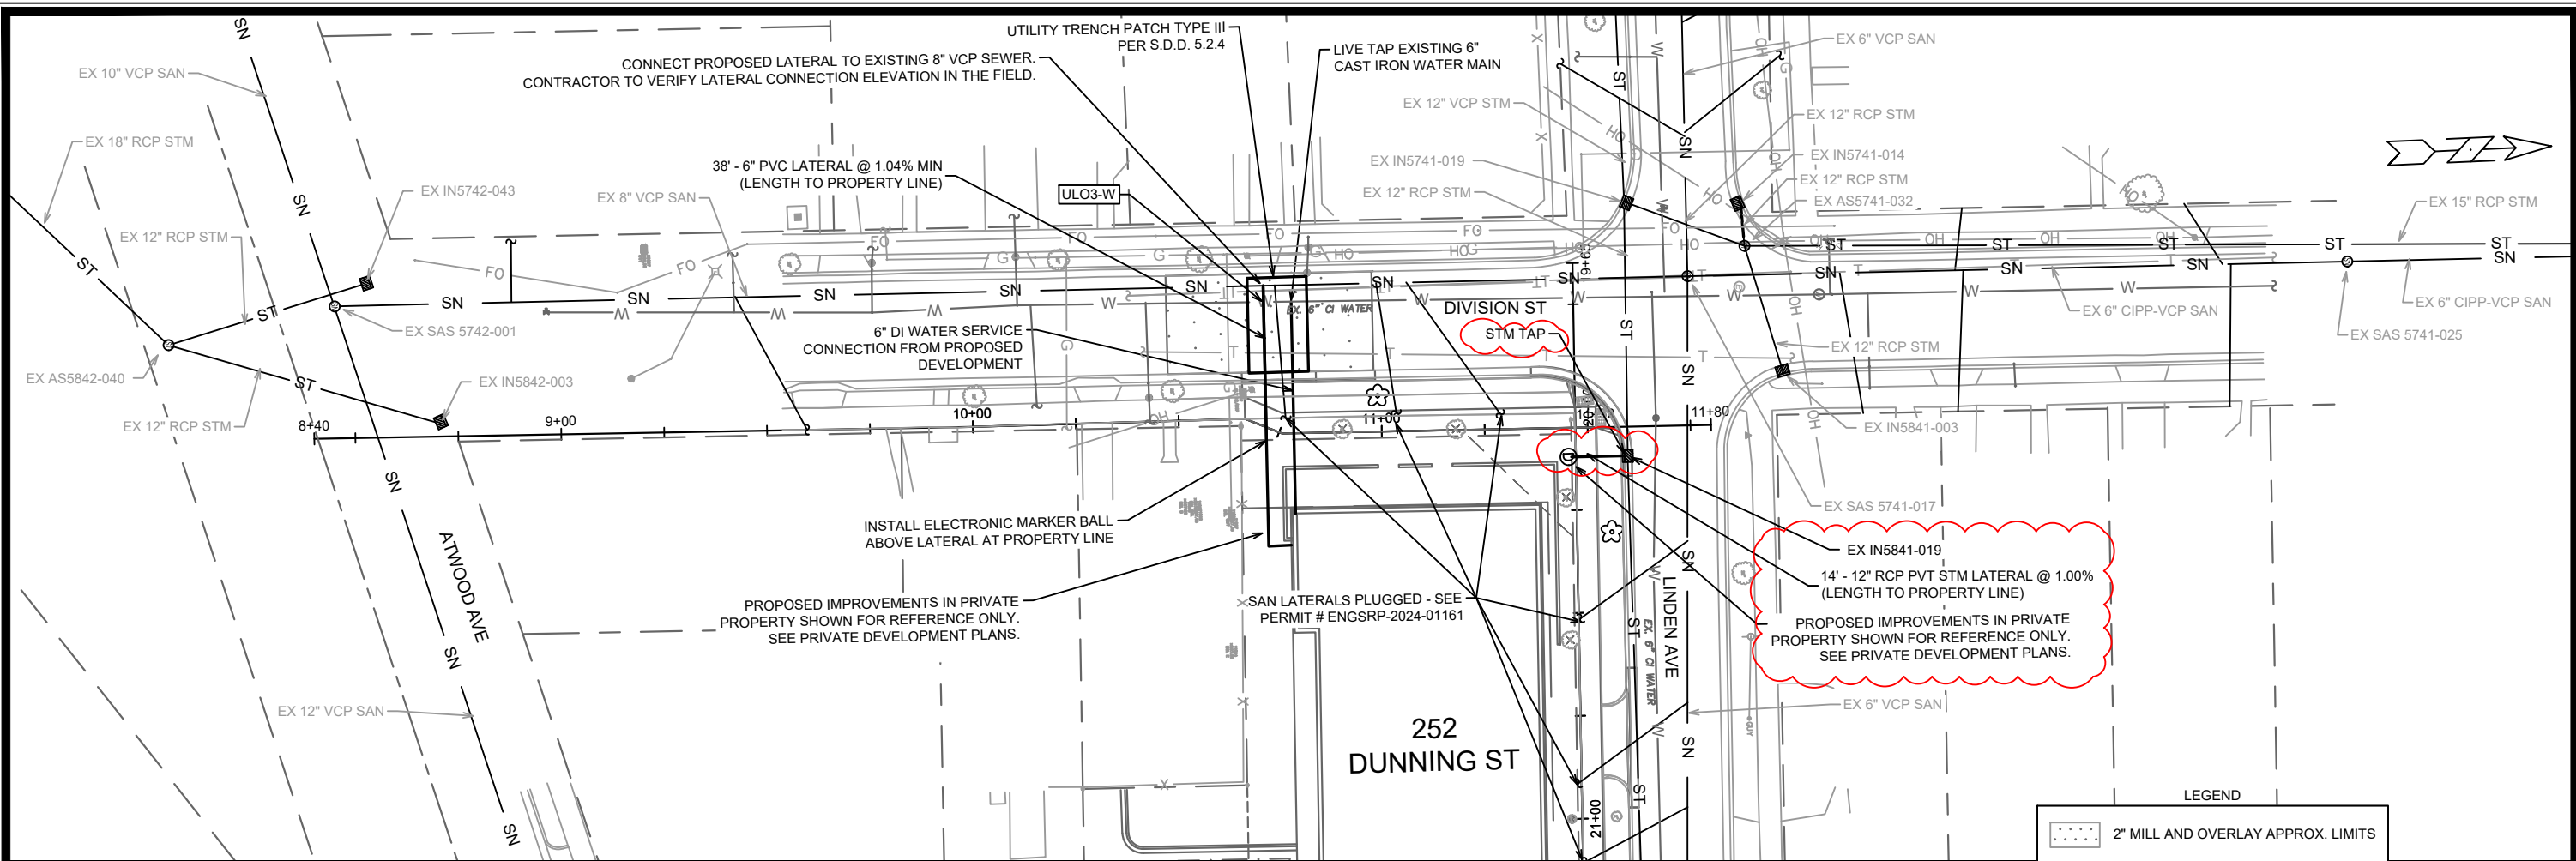 UTILITY TRENCH PATCH TYPE III
PER S.D.D. 5.2.4
CONNECT PROPOSED LATERAL TO EXISTING 8" VCP SEWER.
CONTRACTOR TO VERIFY LATERAL CONNECTION ELEVATION IN THE FIELD.
LIVE TAP EXISTING 6"
CAST IRON WATER MAIN
EX 6" VCP SAN
EX 10" VCP SAN
EX 12" VCP STM
EX 12" RCP STM
EX 18" RCP STM
38' - 6" PVC LATERAL @ 1.04% MIN
(LENGTH TO PROPERTY LINE)
EX IN5741-019
EX IN5741-014
EX 12" RCP STM
EX IN5742-043
ULO3-W
EX 8" VCP SAN
EX 12" RCP STM
EX AS5741-032
EX 15" RCP STM
EX 12" RCP STM
9+65
EX 6" CIPP-VCP SAN
EX 6" CIPP-VCP SAN
EX. 6" CI WATER
DIVISION ST
EX SAS 5742-001
EX SAS 5741-025
6" DI WATER SERVICE
CONNECTION FROM PROPOSED
DEVELOPMENT
STM TAP
EX 12" RCP STM
EX AS5842-040
EX IN5842-003
EX 12" RCP STM
8+40
9+00
10+00
11+00
11+80
EX IN5841-003
EX SAS 5741-017
INSTALL ELECTRONIC MARKER BALL
ABOVE LATERAL AT PROPERTY LINE
EX IN5841-019
14' - 12" RCP PVT STM LATERAL @ 1.00%
(LENGTH TO PROPERTY LINE)
PROPOSED IMPROVEMENTS IN PRIVATE
PROPERTY SHOWN FOR REFERENCE ONLY.
SEE PRIVATE DEVELOPMENT PLANS.
ATWOOD AVE
PROPOSED IMPROVEMENTS IN PRIVATE
PROPERTY SHOWN FOR REFERENCE ONLY.
SEE PRIVATE DEVELOPMENT PLANS.
SAN LATERALS PLUGGED - SEE
PERMIT # ENGSRP-2024-01161
LINDEN AVE
EX. 6" CI WATER
EX 12" VCP SAN
EX 6" VCP SAN
GUY
252
DUNNING ST
21+00
LEGEND
2" MILL AND OVERLAY APPROX. LIMITS